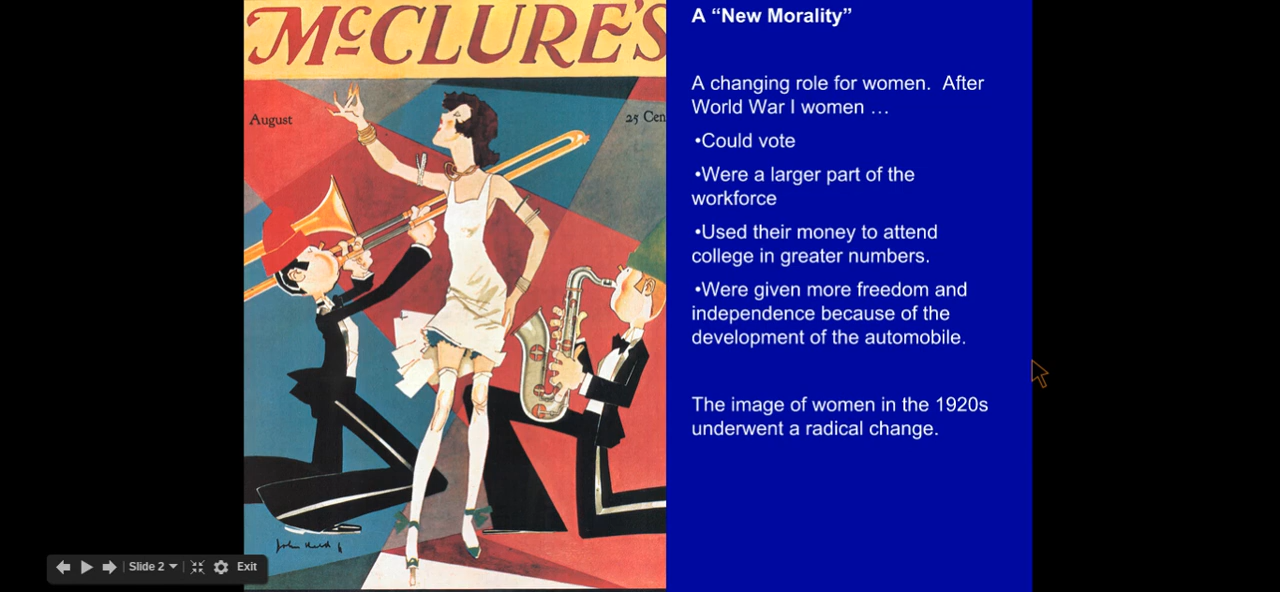 McCLURE'S
August
25 Cen
A “New Morality”
A changing role for women.  After
World War I women …
•Could vote
•Were a larger part of the
workforce
•Used their money to attend
college in greater numbers.
•Were given more freedom and
independence because of the
development of the automobile.
The image of women in the 1920s
underwent a radical change.
John Held Jr
Slide 2
Exit